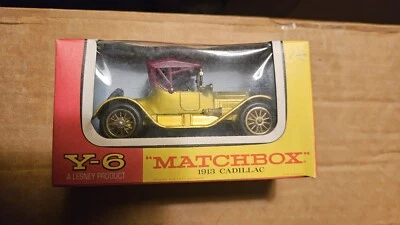 Y-6
A LESNEY PRODUCT
"MATCHBOX"
1913 CADILLAC